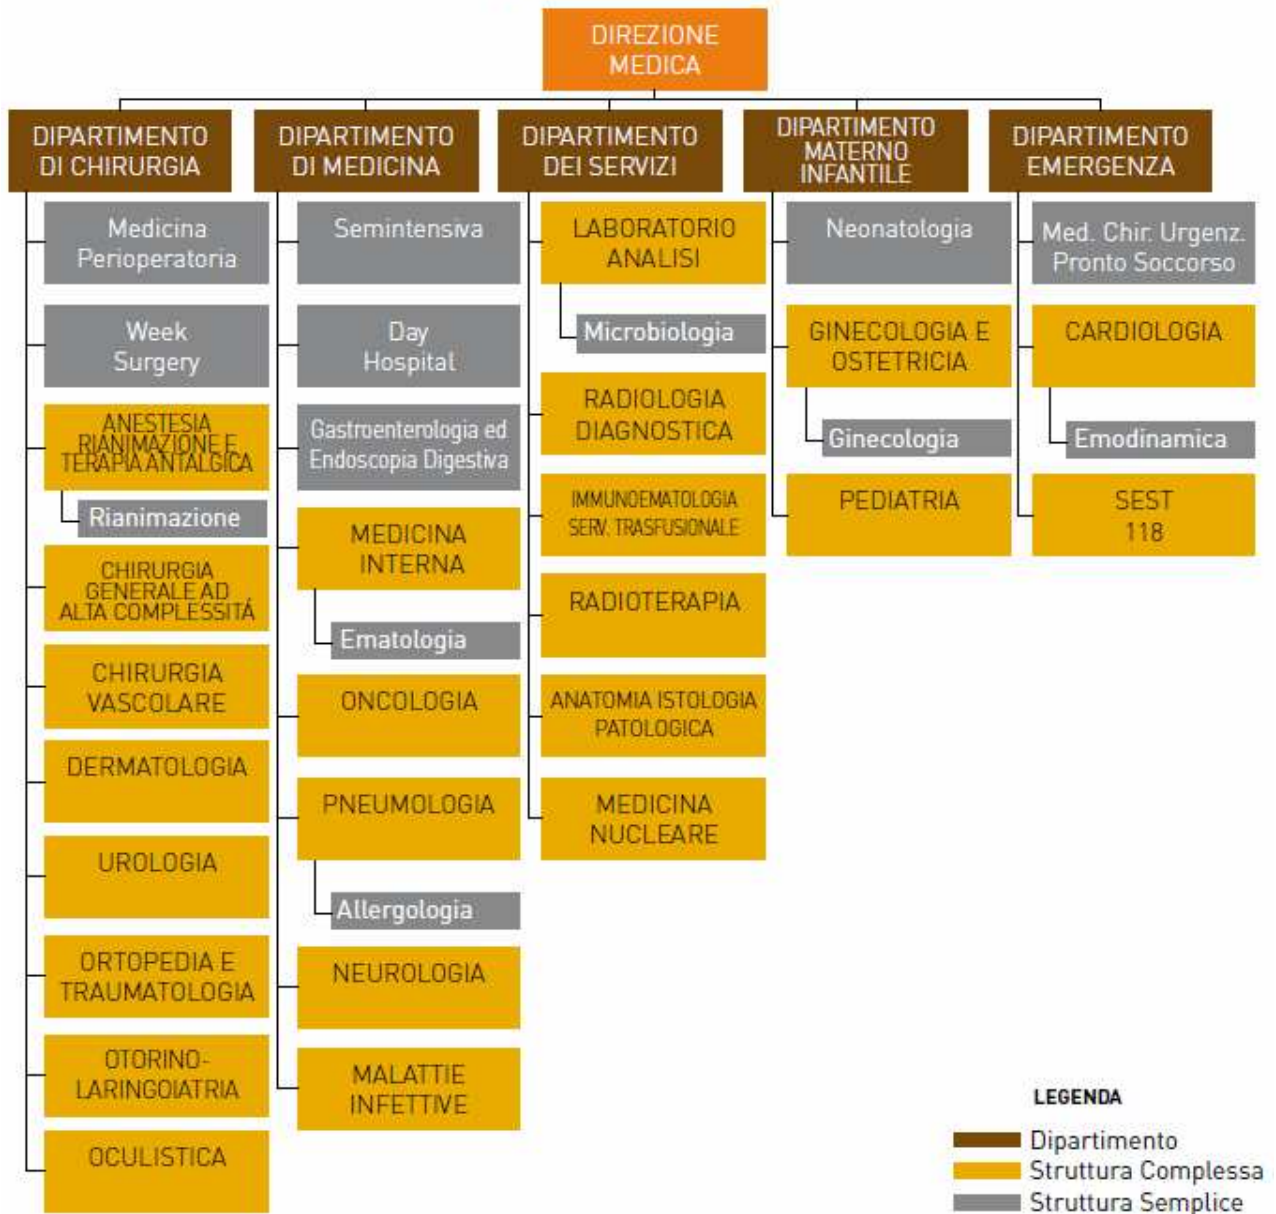 DIREZIONE
MEDICA
DIPARTIMENTO
DI CHIRURGIA
Medicina
Perioperatoria
Week
Surgery
ANESTESIA
RIANIMAZIONE E
TERAPIA ANTALGICA
Rianimazione
CHIRURGIA
GENERALE AD
ALTA COMPLESSITÁ
CHIRURGIA
VASCOLARE
DERMATOLOGIA
UROLOGIA
ORTOPEDIA E
TRAUMATOLOGIA
OTORINO-
LARINGOIATRIA
OCULISTICA
DIPARTIMENTO
DI MEDICINA
Semintensiva
Day
Hospital
Gastroenterologia ed
Endoscopia Digestiva
MEDICINA
INTERNA
Ematologia
ONCOLOGIA
PNEUMOLOGIA
Allergologia
NEUROLOGIA
MALATTIE
INFETTIVE
DIPARTIMENTO
DEI SERVIZI
LABORATORIO
ANALISI
Microbiologia
RADIOLOGIA
DIAGNOSTICA
IMMUNOEMATOLOGIA
SERV. TRASFUSIONALE
RADIOTERAPIA
ANATOMIA ISTOLOGIA
PATOLOGICA
MEDICINA
NUCLEARE
DIPARTIMENTO
MATERNO
INFANTILE
Neonatologia
GINECOLOGIA E
OSTETRICIA
Ginecologia
PEDIATRIA
DIPARTIMENTO
EMERGENZA
Med. Chir. Urgenz.
Pronto Soccorso
CARDIOLOGIA
Emodinamica
SEST
118
LEGENDA
Dipartimento
Struttura Complessa
Struttura Semplice